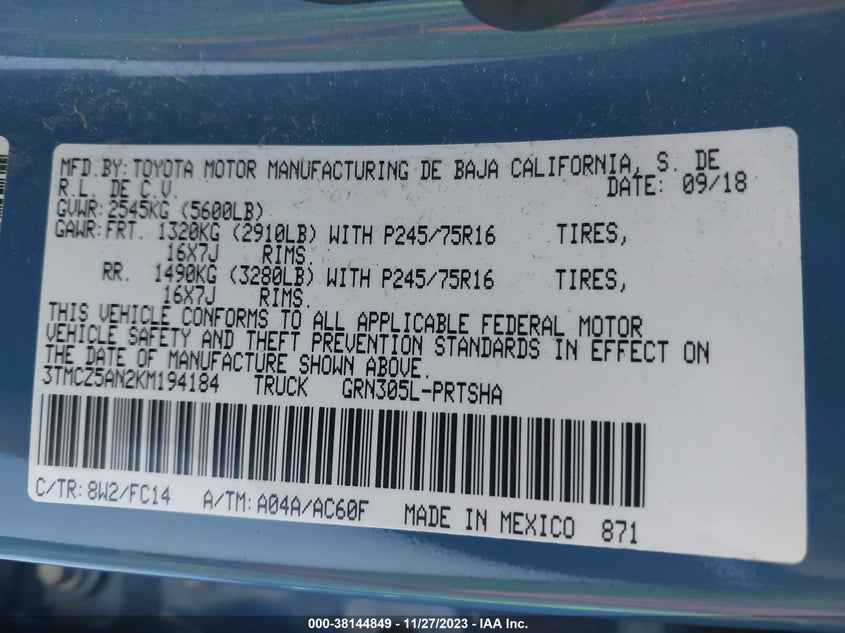 MFD.BY:TOYOTA MOTOR MANUFACTURING DE BAJA CALIFORNIA, S. DE
R.L. DE C.V. DATE: 09/18
GVWR:2545KG (5600LB)
GAWR:FRT. 1320KG (2910LB) WITH P245/75R16 TIRES,
16X7J RIMS.
RR. 1490KG (3280LB) WITH P245/75R16 TIRES,
16X7J RIMS.
THIS VEHICLE CONFORMS TO ALL APPLICABLE FEDERAL MOTOR
VEHICLE SAFETY AND THEFT PREVENTION STANDARDS IN EFFECT ON
THE DATE OF MANUFACTURE SHOWN ABOVE.
3TMCZ5AN2KM194184 TRUCK GRN305L-PRTSHA
C/TR:8W2/FC14 A/TM:A04A/AC60F MADE IN MEXICO 871
000-38144849 - 11/27/2023 - IAAI Inc.